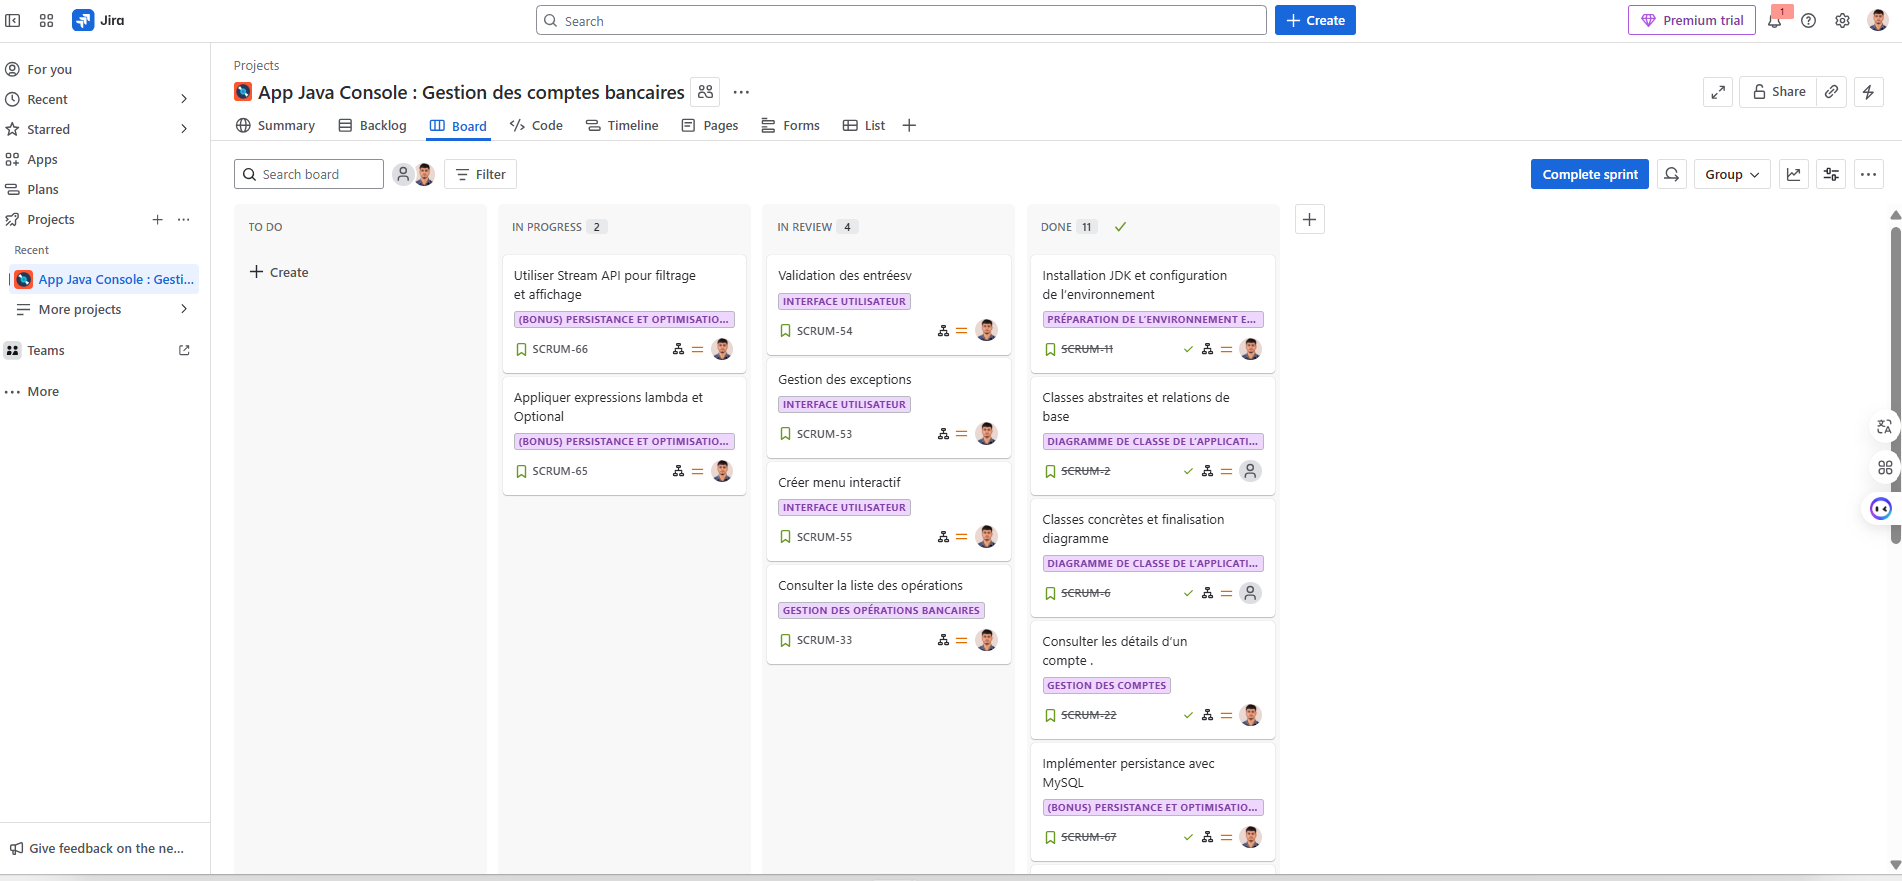 Jira
Search
Create
Premium trial
1
For you
Recent
Starred
Apps
Plans
Projects
Recent
App Java Console : Gesti...
More projects
Teams
More
Give feedback on the ne...
Projects
App Java Console : Gestion des comptes bancaires
Share
Summary
Backlog
Board
Code
Timeline
Pages
Forms
List
Search board
Filter
Complete sprint
Group
TO DO
Create
IN PROGRESS 2
Utiliser Stream API pour filtrage
et affichage
(BONUS) PERSISTANCE ET OPTIMISATIO...
SCRUM-66
Appliquer expressions lambda et
Optional
(BONUS) PERSISTANCE ET OPTIMISATIO...
SCRUM-65
IN REVIEW 4
Validation des entréesv
INTERFACE UTILISATEUR
SCRUM-54
Gestion des exceptions
INTERFACE UTILISATEUR
SCRUM-53
Créer menu interactif
INTERFACE UTILISATEUR
SCRUM-55
Consulter la liste des opérations
GESTION DES OPÉRATIONS BANCAIRES
SCRUM-33
DONE 11
Installation JDK et configuration
de l'environnement
PRÉPARATION DE L'ENVIRONNEMENT E...
SCRUM-11
Classes abstraites et relations de
base
DIAGRAMME DE CLASSE DE L'APPLICATI...
SCRUM-2
Classes concrètes et finalisation
diagramme
DIAGRAMME DE CLASSE DE L'APPLICATI...
SCRUM-6
Consulter les détails d'un
compte .
GESTION DES COMPTES
SCRUM-22
Implémenter persistance avec
MySQL
(BONUS) PERSISTANCE ET OPTIMISATIO...
SCRUM-67